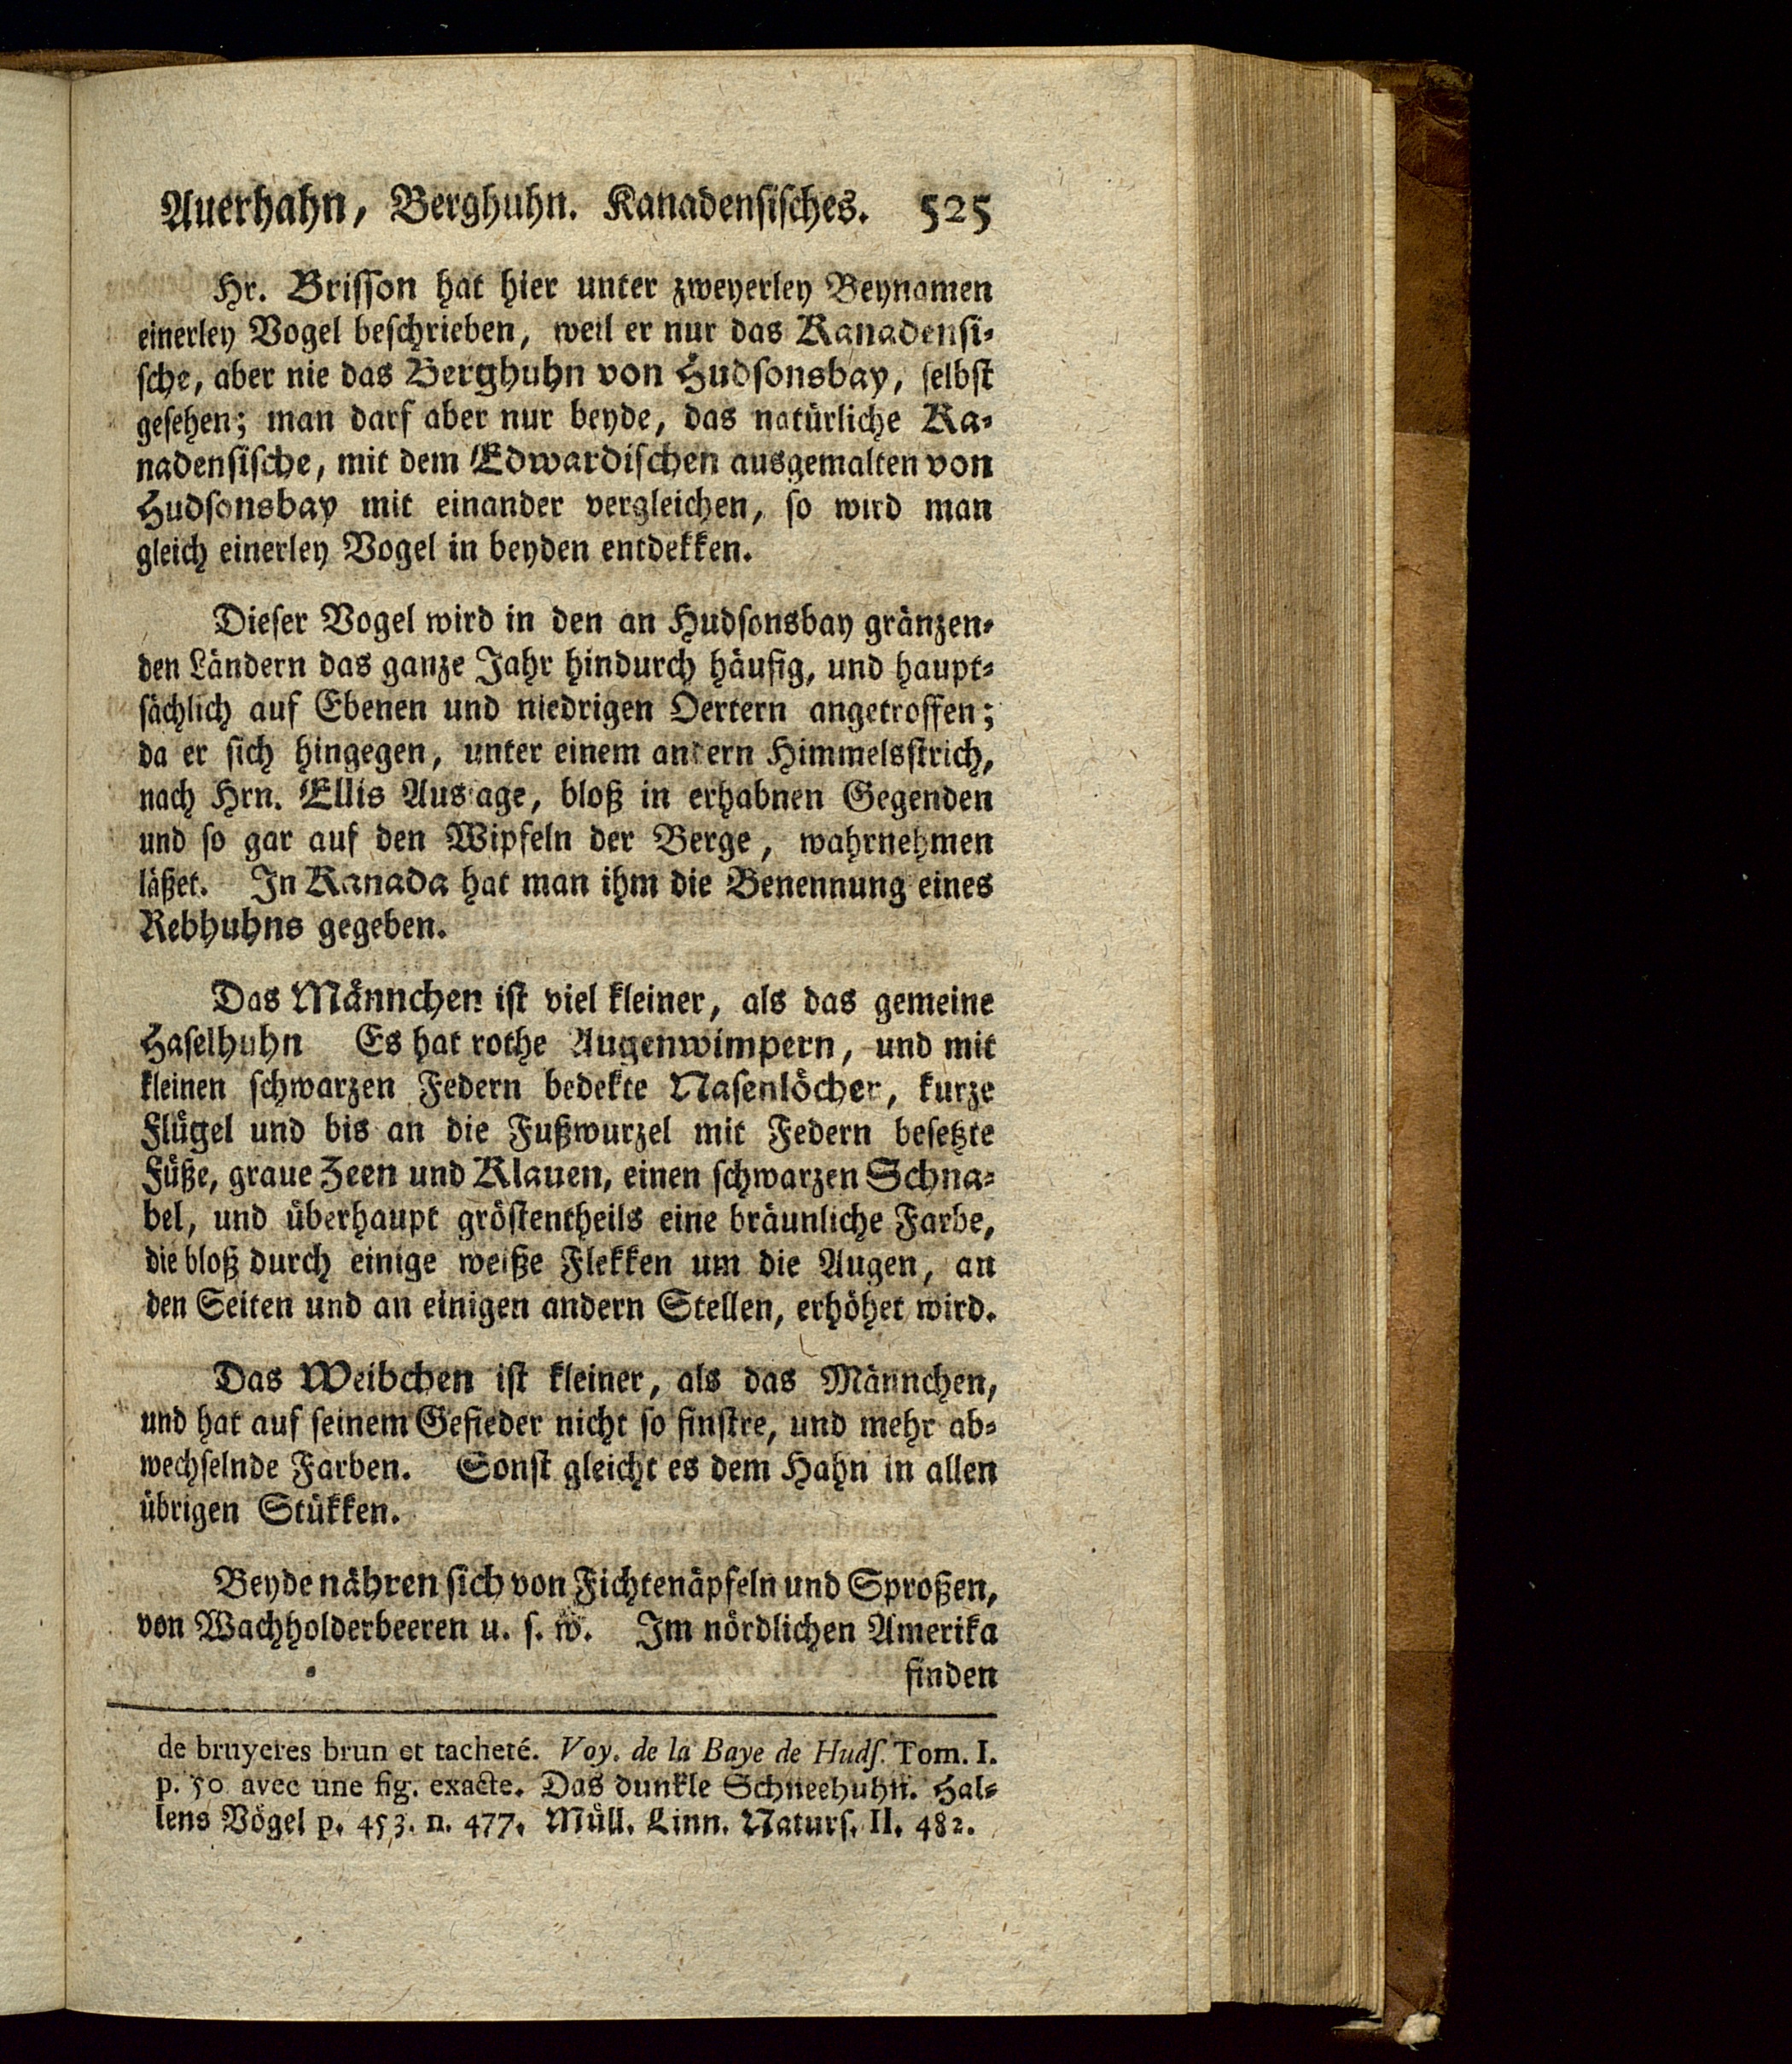 Auerhahn, Berghuhn. Kanadensisches. 525
Hr. Brisson hat hier unter zweyerley Beynamen
einerley Vogel beschrieben, weil er nur das Kanadensi⸗
sche, aber nie das Berghuhn von Hudsonsbay, selbst
gesehen; man darf aber nur beyde, das natürliche Ka⸗
nadensische, mit dem Edwardischen ausgemalten von
Hudsonsbay mit einander vergleichen, so wird man
gleich einerley Vogel in beyden entdekken.
Dieser Vogel wird in den an Hudsonsbay gränzen⸗
den Ländern das ganze Jahr hindurch häufig, und haupt⸗
sächlich auf Ebenen und niedrigen Oertern angetroffen;
da er sich hingegen, unter einem andern Himmelsstrich,
nach Hrn. Ellis Aussage, bloß in erhabnen Gegenden
und so gar auf den Wipfeln der Berge, wahrnehmen
läßet. In Kanada hat man ihm die Benennung eines
Rebhuhns gegeben.
Das Männchen ist viel kleiner, als das gemeine
Haselhuhn Es hat rothe Augenwimpern, und mit
kleinen schwarzen Federn bedekte Nasenlöcher, kurze
Flügel und bis an die Fußwurzel mit Federn besetzte
Füße, graue Zeen und Klauen, einen schwarzen Schna⸗
bel, und überhaupt gröstentheils eine bräunliche Farbe,
die bloß durch einige weiße Flekken um die Augen, an
den Seiten und an einigen andern Stellen, erhöhet wird.
Das Weibchen ist kleiner, als das Männchen,
und hat auf seinem Gefieder nicht so finstre, und mehr ab⸗
wechselnde Farben. Sonst gleicht es dem Hahn in allen
übrigen Stükken.
Beyde nähren sich von Fichtenäpfeln und Sproßen,
von Wachholderbeeren u. s. w. Im nördlichen Amerika
finden
de bruyeres brun et tacheté. Voy. de la Baye de Hudſ. Tom. I.
p. 50 avec une fig. exacte. Das dunkle Schneehuhn. Hal⸗
lens Vögel p. 453. n. 477. Müll. Linn. Naturs. II. 482.